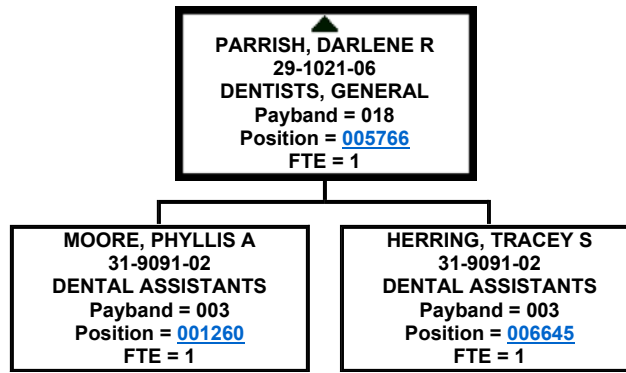 PARRISH, DARLENE R
29-1021-06
DENTISTS, GENERAL
Payband = 018
Position = 005766
FTE = 1
MOORE, PHYLLIS A
31-9091-02
DENTAL ASSISTANTS
Payband = 003
Position = 001260
FTE = 1
HERRING, TRACEY S
31-9091-02
DENTAL ASSISTANTS
Payband = 003
Position = 006645
FTE = 1